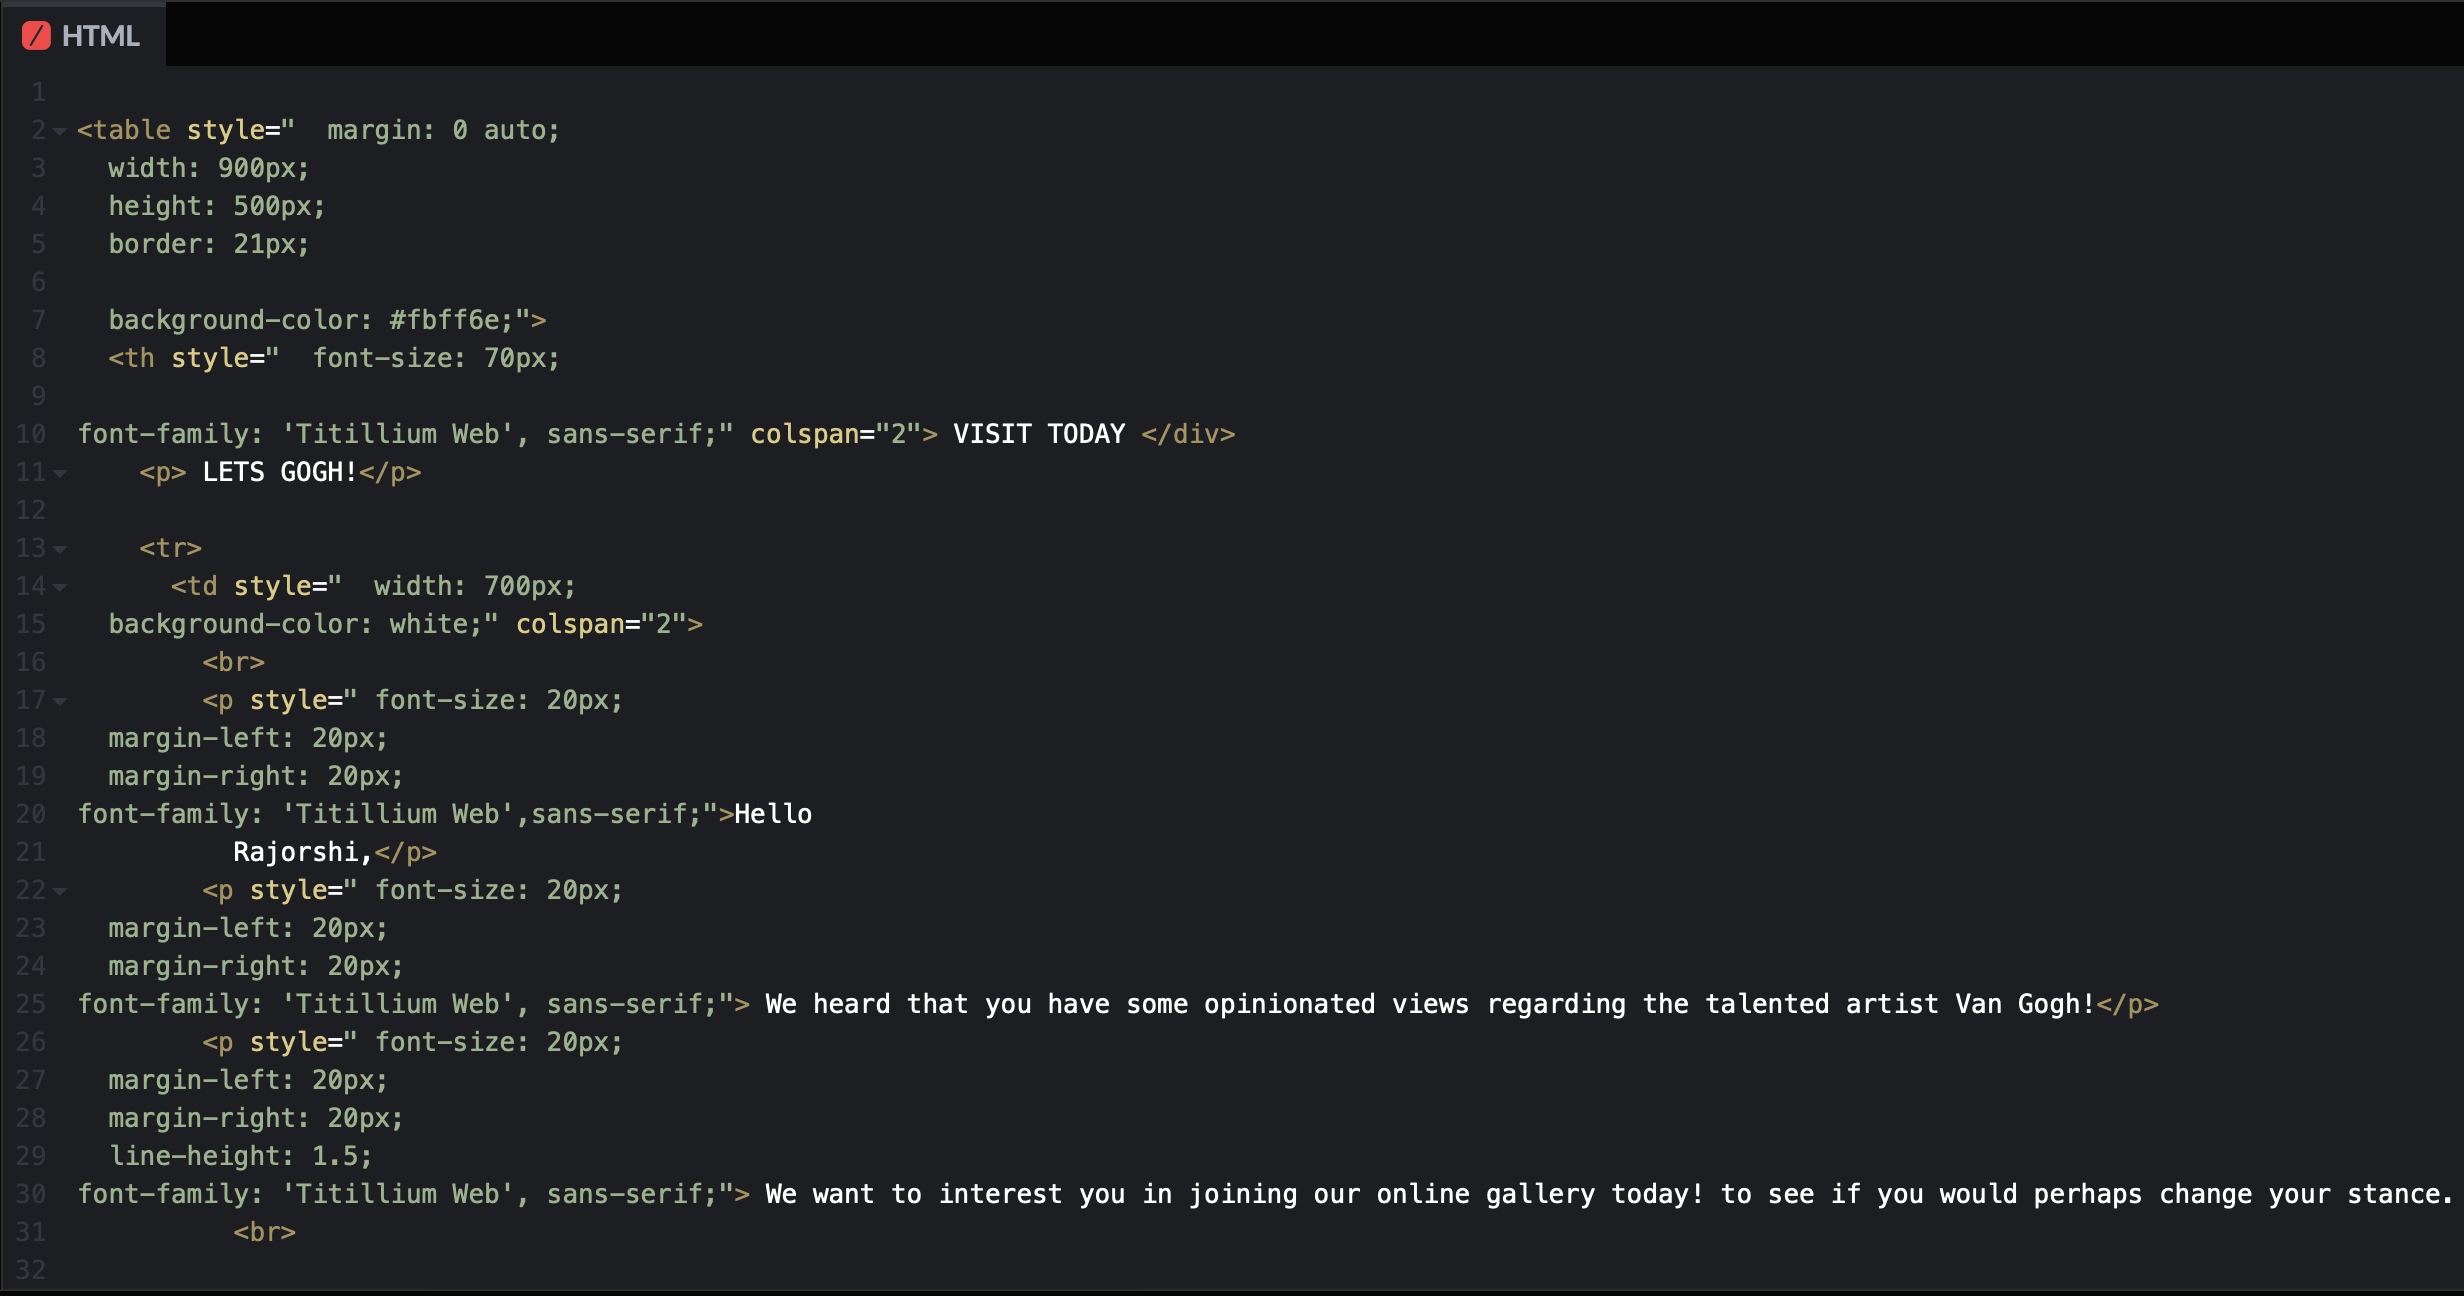 HTML
1
2 <table style="  margin: 0 auto;
3   width: 900px;
4   height: 500px;
5   border: 21px;
6
7   background-color: #fbff6e;">
8   <th style="  font-size: 70px;
9
10 font-family: 'Titillium Web', sans-serif;" colspan="2"> VISIT TODAY </div>
11     <p> LETS GOGH!</p>
12
13     <tr>
14       <td style="  width: 700px;
15   background-color: white;" colspan="2">
16         <br>
17         <p style=" font-size: 20px;
18   margin-left: 20px;
19   margin-right: 20px;
20 font-family: 'Titillium Web',sans-serif;">Hello
21           Rajorshi,</p>
22         <p style=" font-size: 20px;
23   margin-left: 20px;
24   margin-right: 20px;
25 font-family: 'Titillium Web', sans-serif;"> We heard that you have some opinionated views regarding the talented artist Van Gogh!</p>
26         <p style=" font-size: 20px;
27   margin-left: 20px;
28   margin-right: 20px;
29   line-height: 1.5;
30 font-family: 'Titillium Web', sans-serif;"> We want to interest you in joining our online gallery today! to see if you would perhaps change your stance.
31           <br>
32